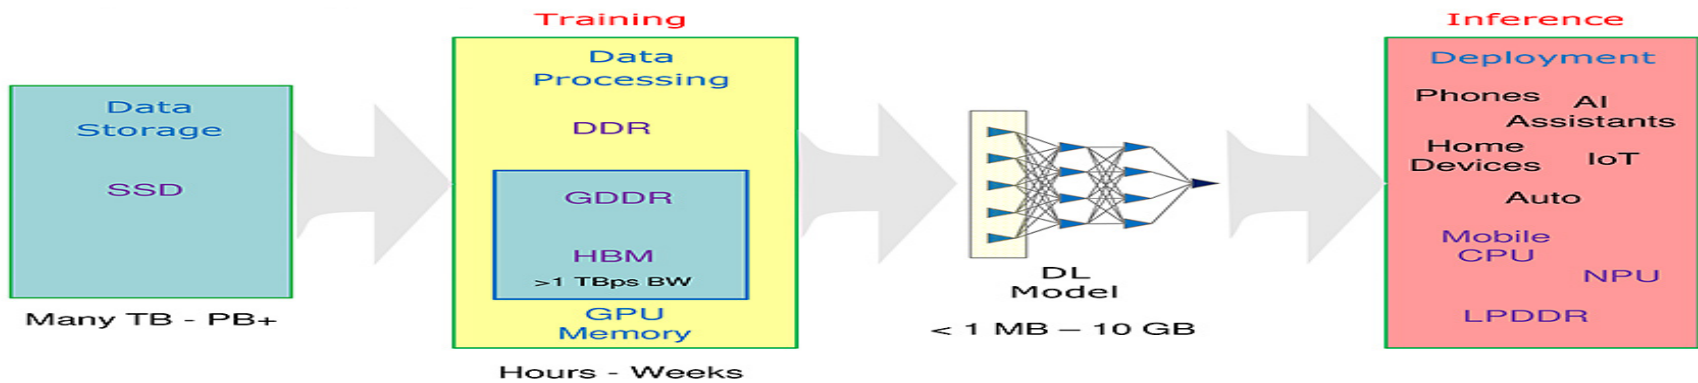 Data
Storage
SSD
Many TB - PB+
Training
Data
Processing
DDR
GDDR
HBM
>1 TBps BW
GPU
Memory
Hours - Weeks
DL
Model
< 1 MB – 10 GB
Inference
Deployment
Phones
AI
Assistants
Home
Devices
IoT
Auto
Mobile
CPU
NPU
LPDDR